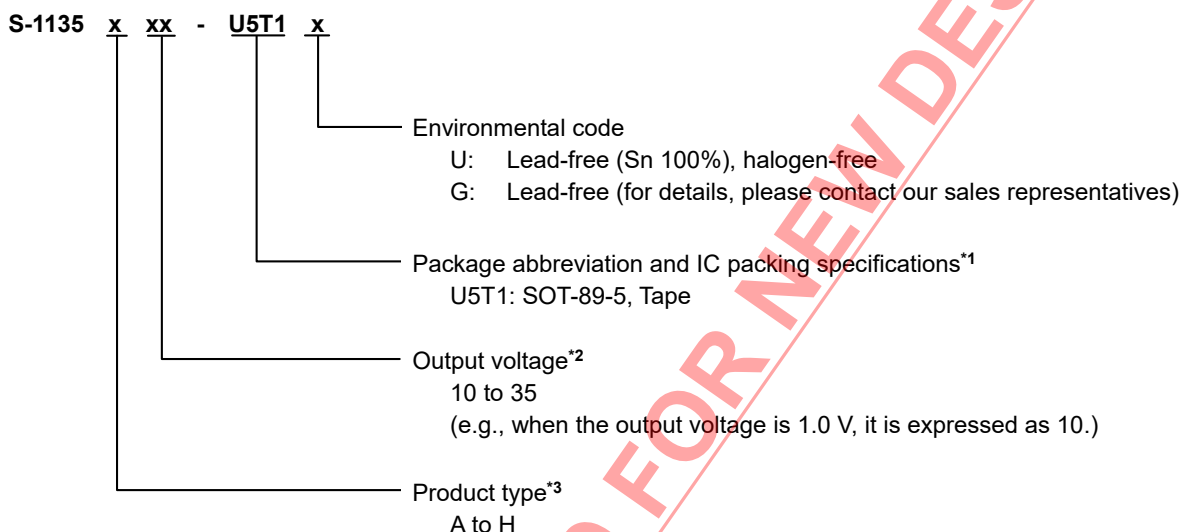 S-1135 x xx - U5T1 x
Environmental code
U: Lead-free (Sn 100%), halogen-free
G: Lead-free (for details, please contact our sales representatives)
Package abbreviation and IC packing specifications*1
U5T1: SOT-89-5, Tape
Output voltage*2
10 to 35
(e.g., when the output voltage is 1.0 V, it is expressed as 10.)
Product type*3
A to H
FOR NEW DES